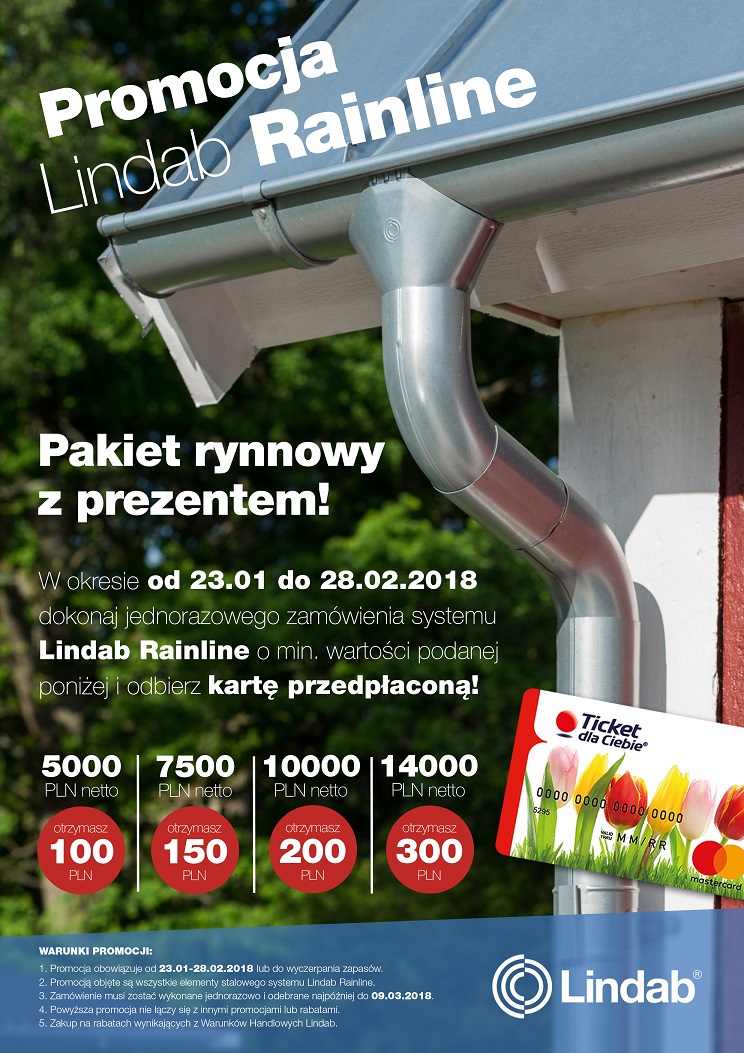 Promocja
Lindab Rainline
Pakiet rynnowy
z prezentem!
W okresie od 23.01 do 28.02.2018
dokonaj jednorazowego zamówienia systemu
Lindab Rainline o min. wartości podanej
poniżej i odbierz kartę przedpłaconą!
5000
PLN netto
otrzymasz
100
PLN
7500
PLN netto
otrzymasz
150
PLN
10000
PLN netto
otrzymasz
200
PLN
14000
PLN netto
otrzymasz
300
PLN
Ticket
dla Ciebie®
0000 0000 0000 0000
5295
VALID
THRU
MM/RR
mastercard
WARUNKI PROMOCJI:
1. Promocja obowiązuje od 23.01-28.02.2018 lub do wyczerpania zapasów.
2. Promocją objęte są wszystkie elementy stalowego systemu Lindab Rainline.
3. Zamówienie musi zostać wykonane jednorazowo i odebrane najpóźniej do 09.03.2018.
4. Powyższa promocja nie łączy się z innymi promocjami lub rabatami.
5. Zakup na rabatach wynikających z Warunków Handlowych Lindab.
Lindab®